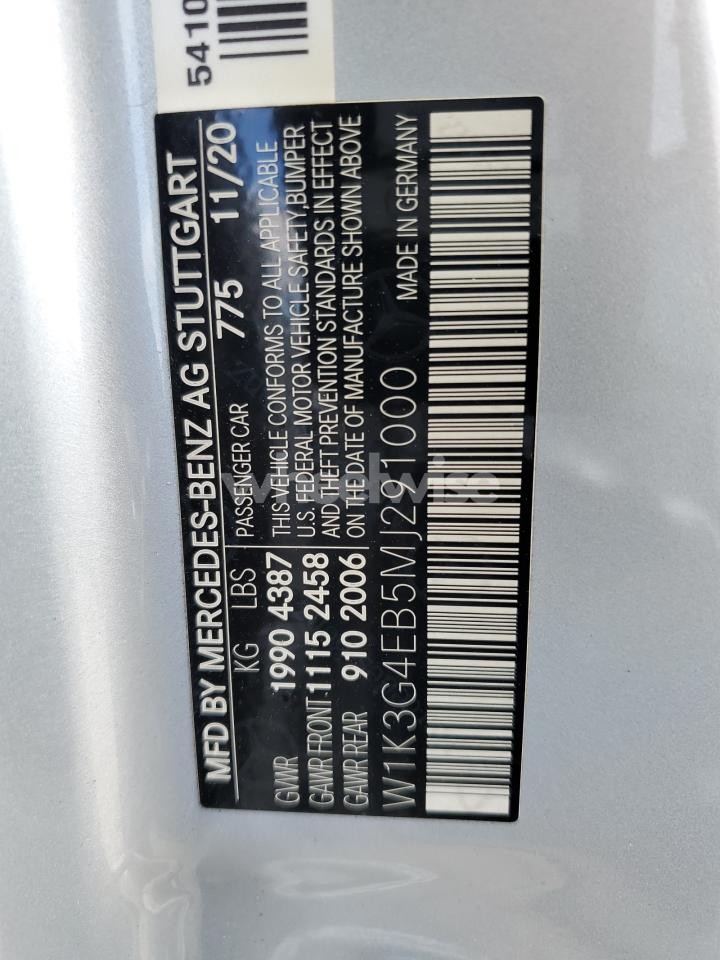 5410
MFD BY MERCEDES-BENZ AG STUTTGART
KG LBS PASSENGER CAR 775 11/20
GVWR 1990 4387 THIS VEHICLE CONFORMS TO ALL APPLICABLE
GAWR FRONT 1115 2458 U.S. FEDERAL MOTOR VEHICLE SAFETY, BUMPER
AND THEFT PREVENTION STANDARDS IN EFFECT
GAWR REAR 910 2006 ON THE DATE OF MANUFACTURE SHOWN ABOVE
W1K3G4EB5MJ291000 MADE IN GERMANY
wheelwise